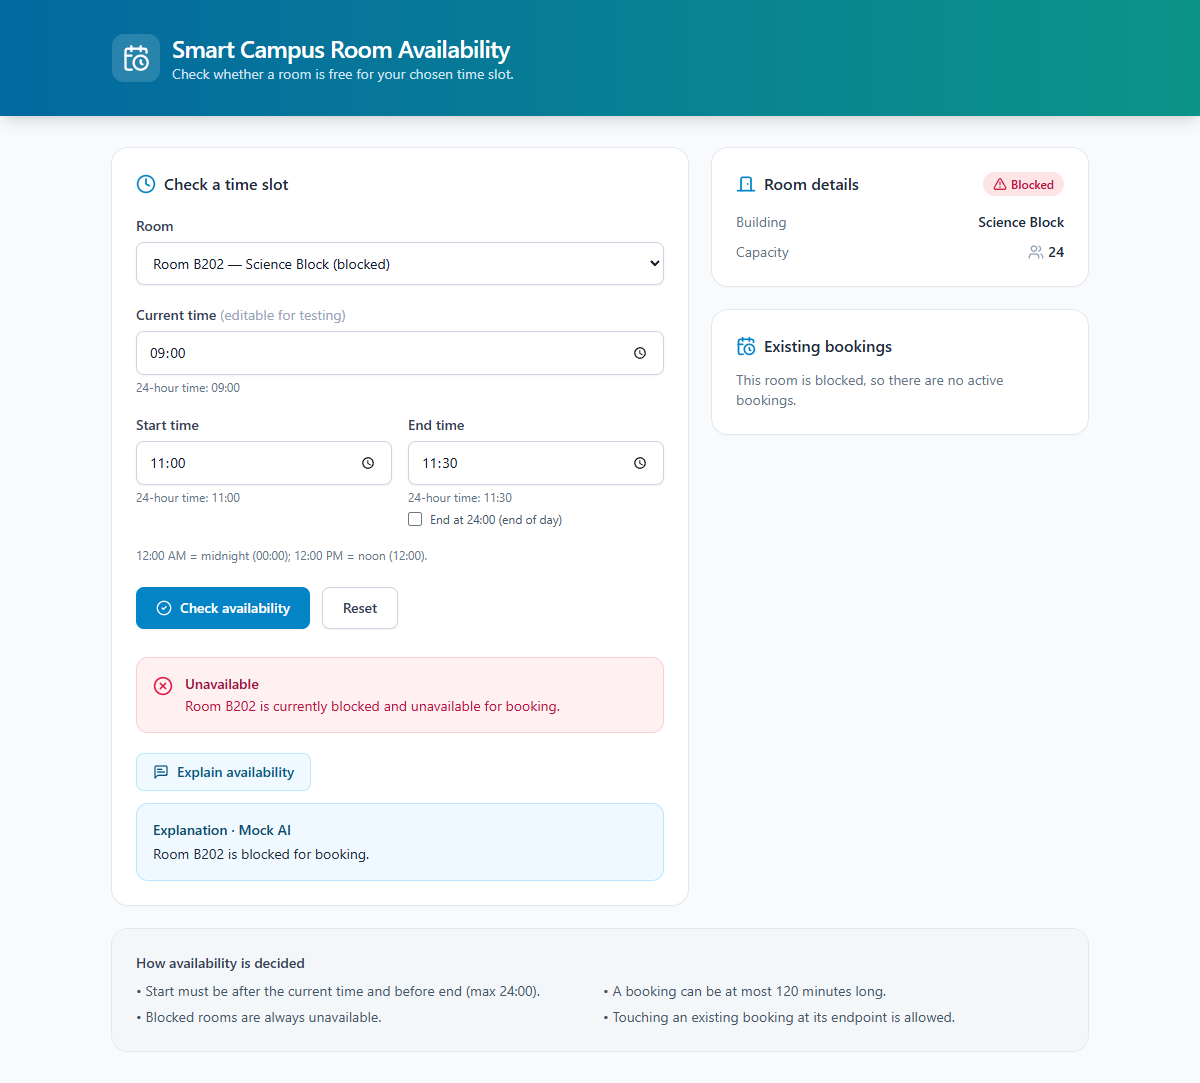 Smart Campus Room Availability
Check whether a room is free for your chosen time slot.
Check a time slot
Room
Room B202 — Science Block (blocked)
Current time (editable for testing)
09:00
24-hour time: 09:00
Start time
11:00
24-hour time: 11:00
End time
11:30
24-hour time: 11:30
End at 24:00 (end of day)
12:00 AM = midnight (00:00); 12:00 PM = noon (12:00).
Check availability
Reset
Unavailable
Room B202 is currently blocked and unavailable for booking.
Explain availability
Explanation · Mock AI
Room B202 is blocked for booking.
Room details
Blocked
Building
Science Block
Capacity
24
Existing bookings
This room is blocked, so there are no active
bookings.
How availability is decided
• Start must be after the current time and before end (max 24:00).
• A booking can be at most 120 minutes long.
• Blocked rooms are always unavailable.
• Touching an existing booking at its endpoint is allowed.